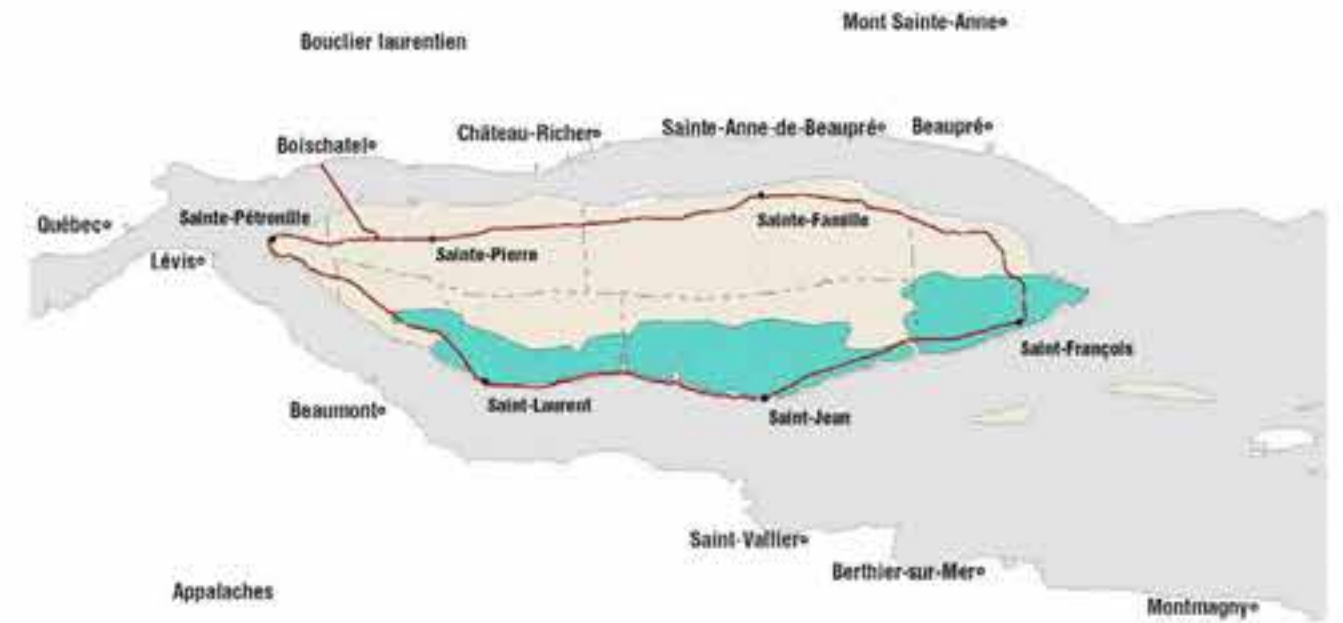 Mont Sainte-Anne
Bouclier laurentien
Château-Richer
Sainte-Anne-de-Beaupré
Beaupré
Boischatel
Sainte-Pétronille
Sainte-Famille
Québec
Sainte-Pierre
Lévis
Saint-François
Beaumont
Saint-Laurent
Saint-Jean
Saint-Vallier
Berthier-sur-Mer
Appalaches
Montmagny